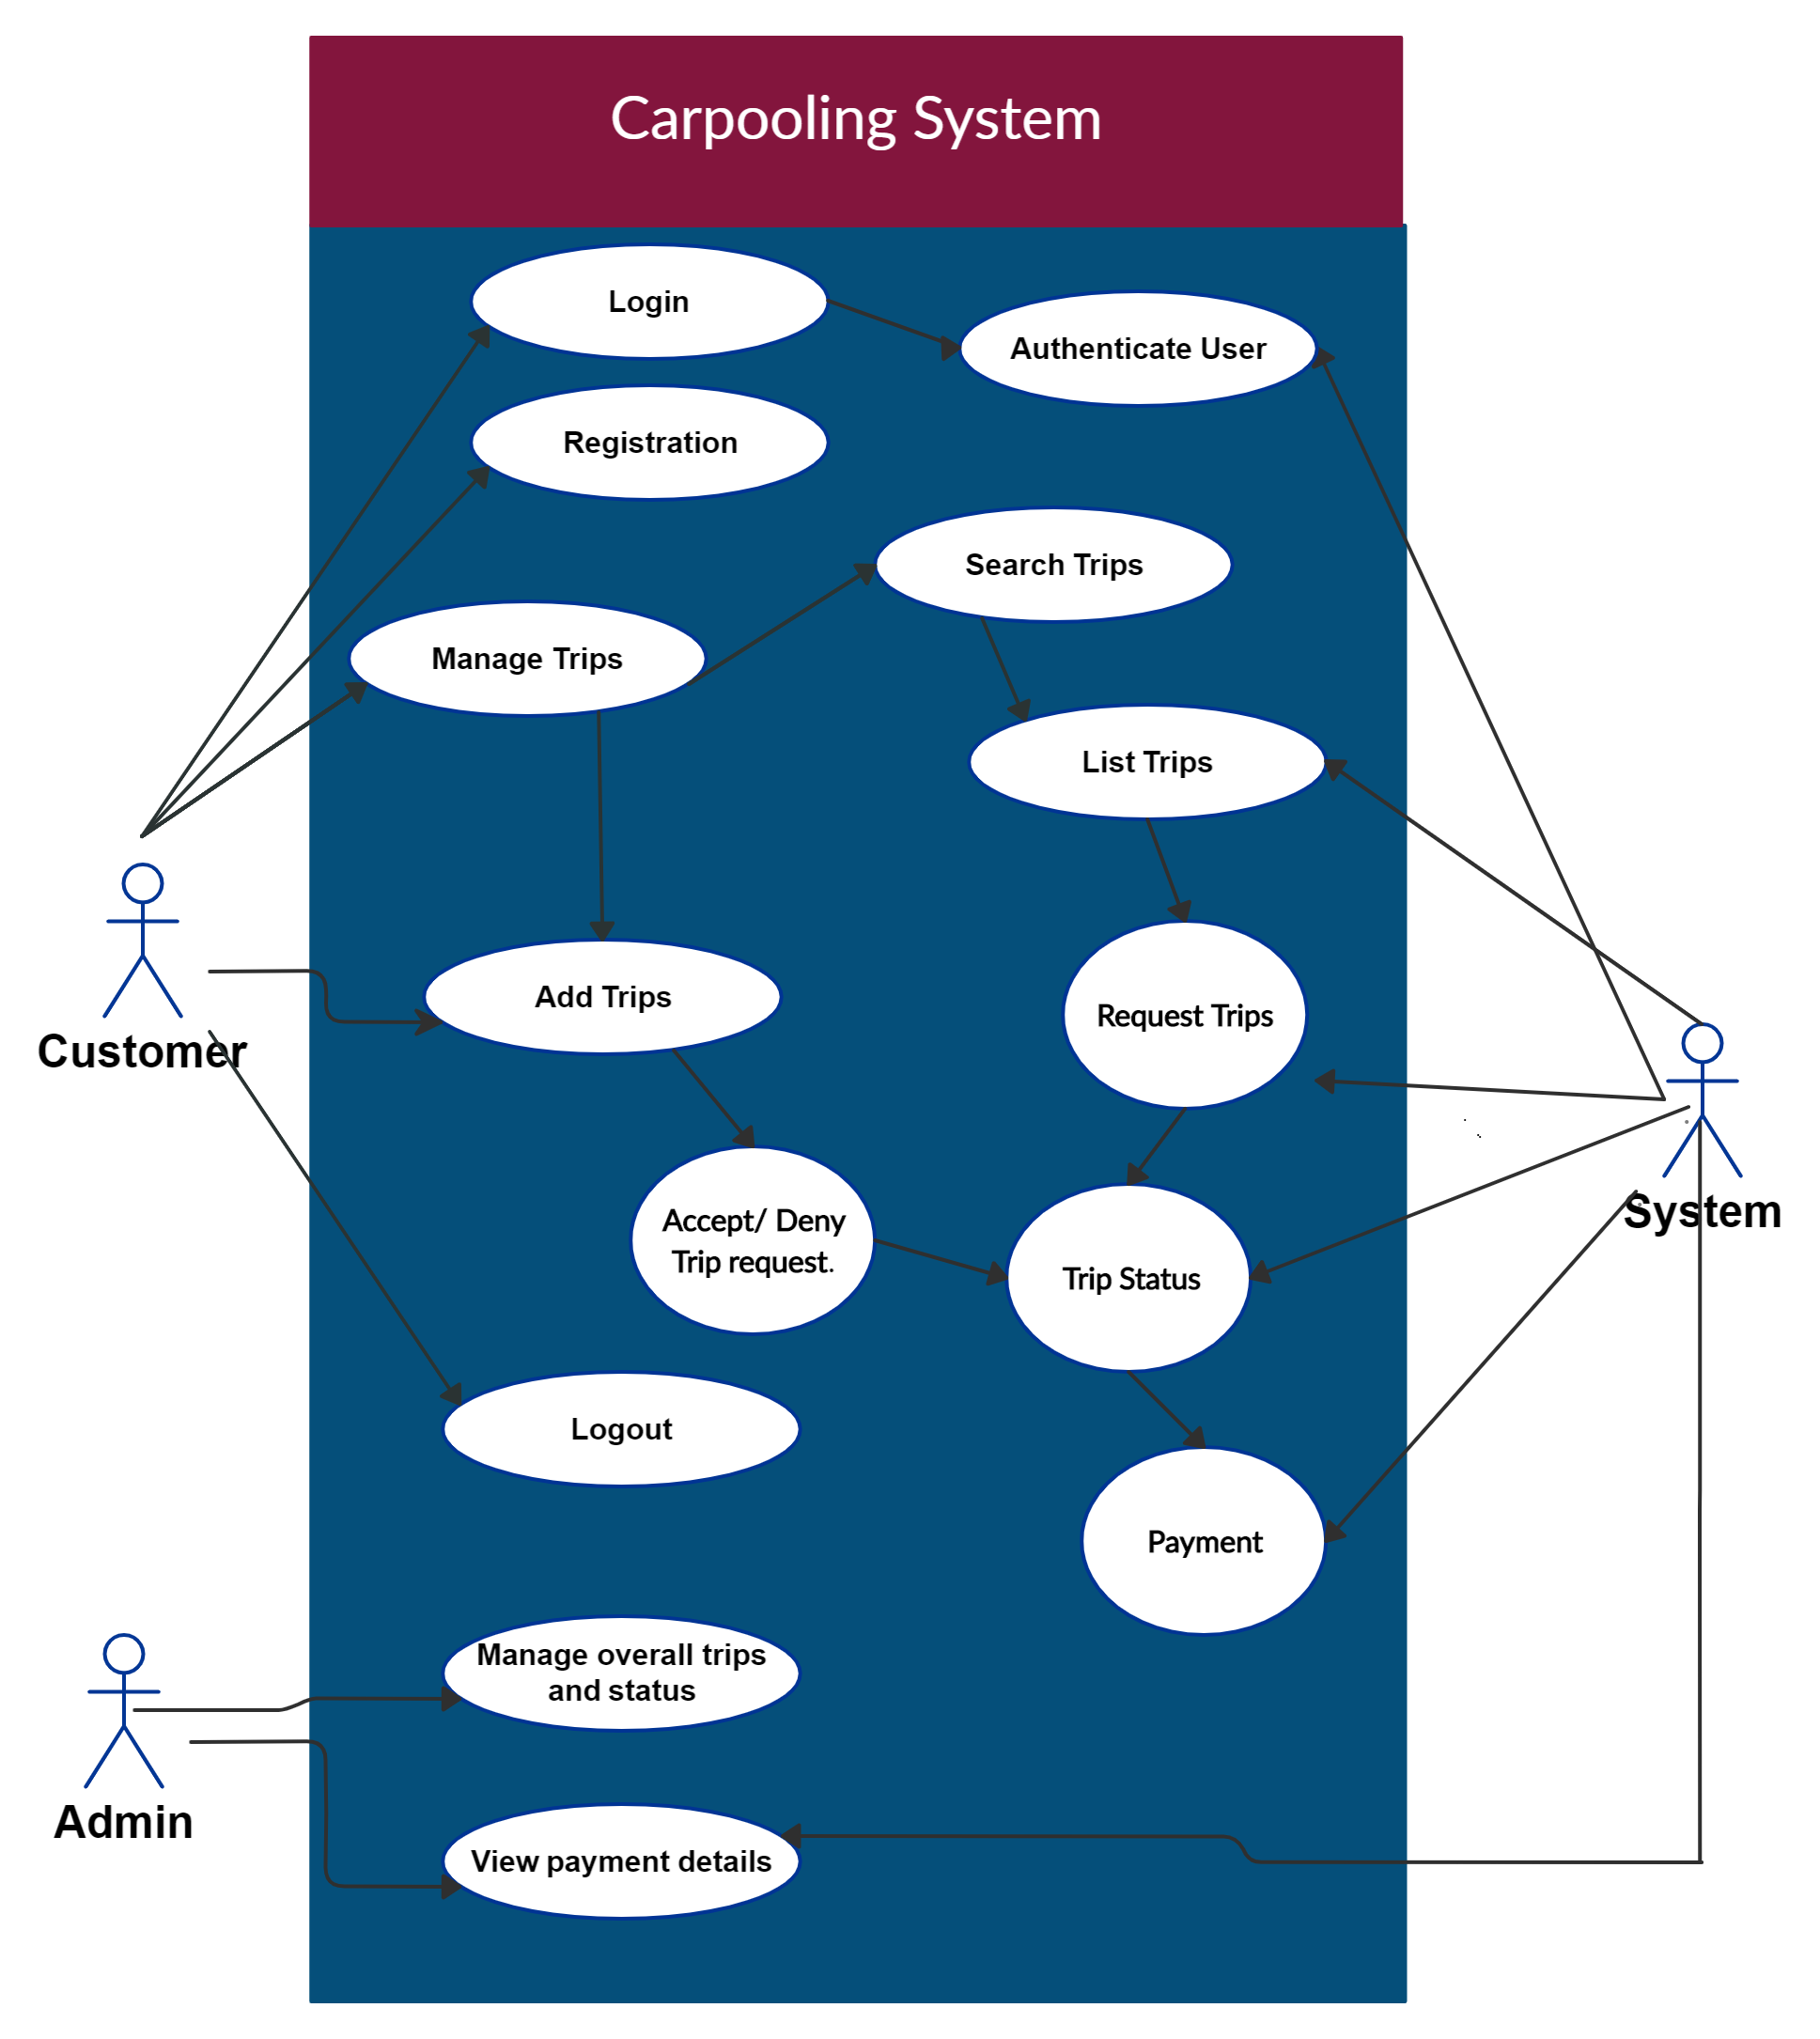 Carpooling System
Login
Authenticate User
Registration
Search Trips
Manage Trips
List Trips
Add Trips
Request Trips
Customer
Accept/ Deny
Trip request.
Trip Status
System
Logout
Payment
Manage overall trips
and status
Admin
View payment details